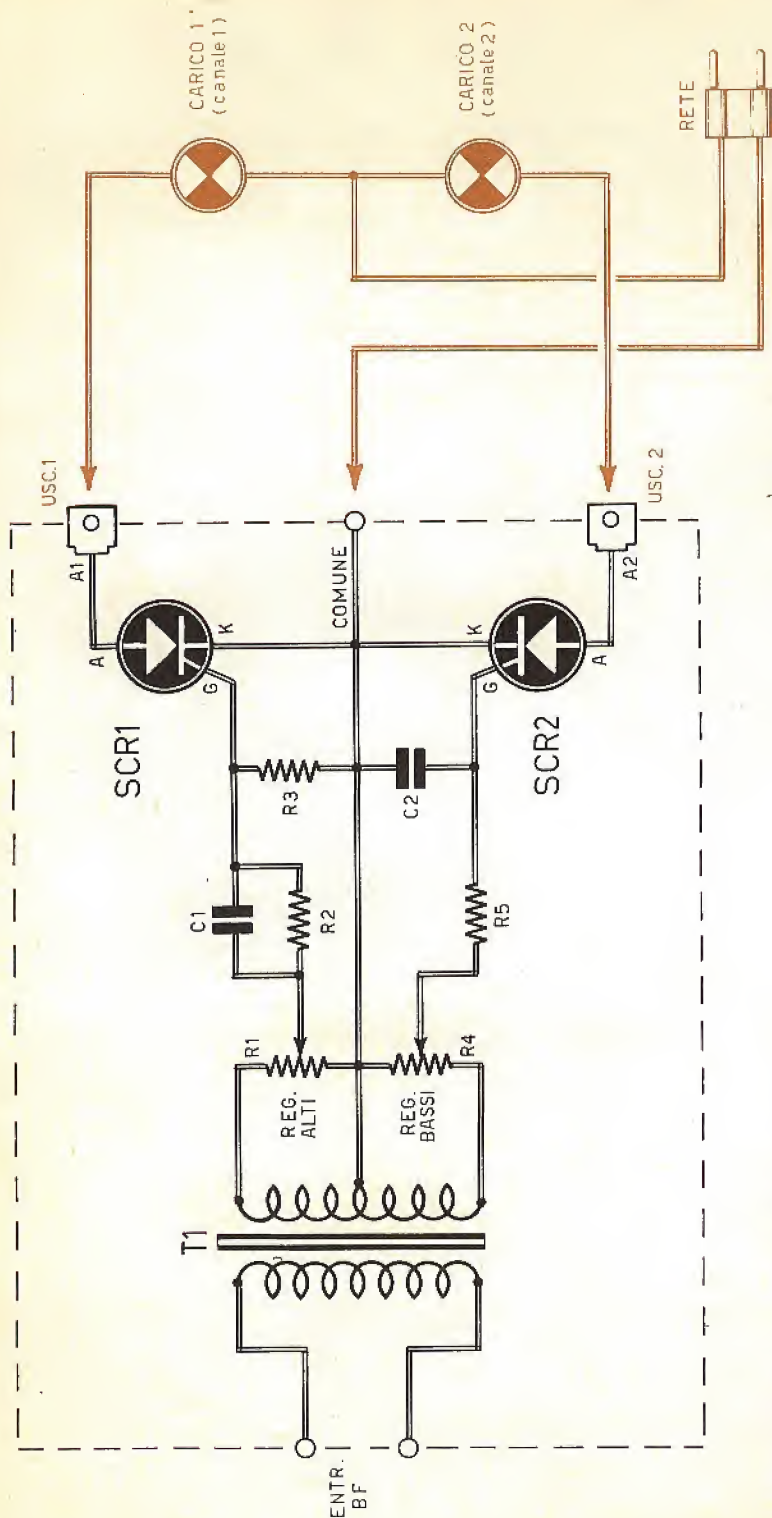 ENTR.
BF
T1
R1
REG.
ALTI
REG.
BASSI
R4
C1
R2
R3
R5
C2
SCR1
A
G
K
COMUNE
K
G
A
SCR2
A1
USC.1
A2
USC. 2
CARICO 1
(canale 1)
CARICO 2
(canale 2)
RETE